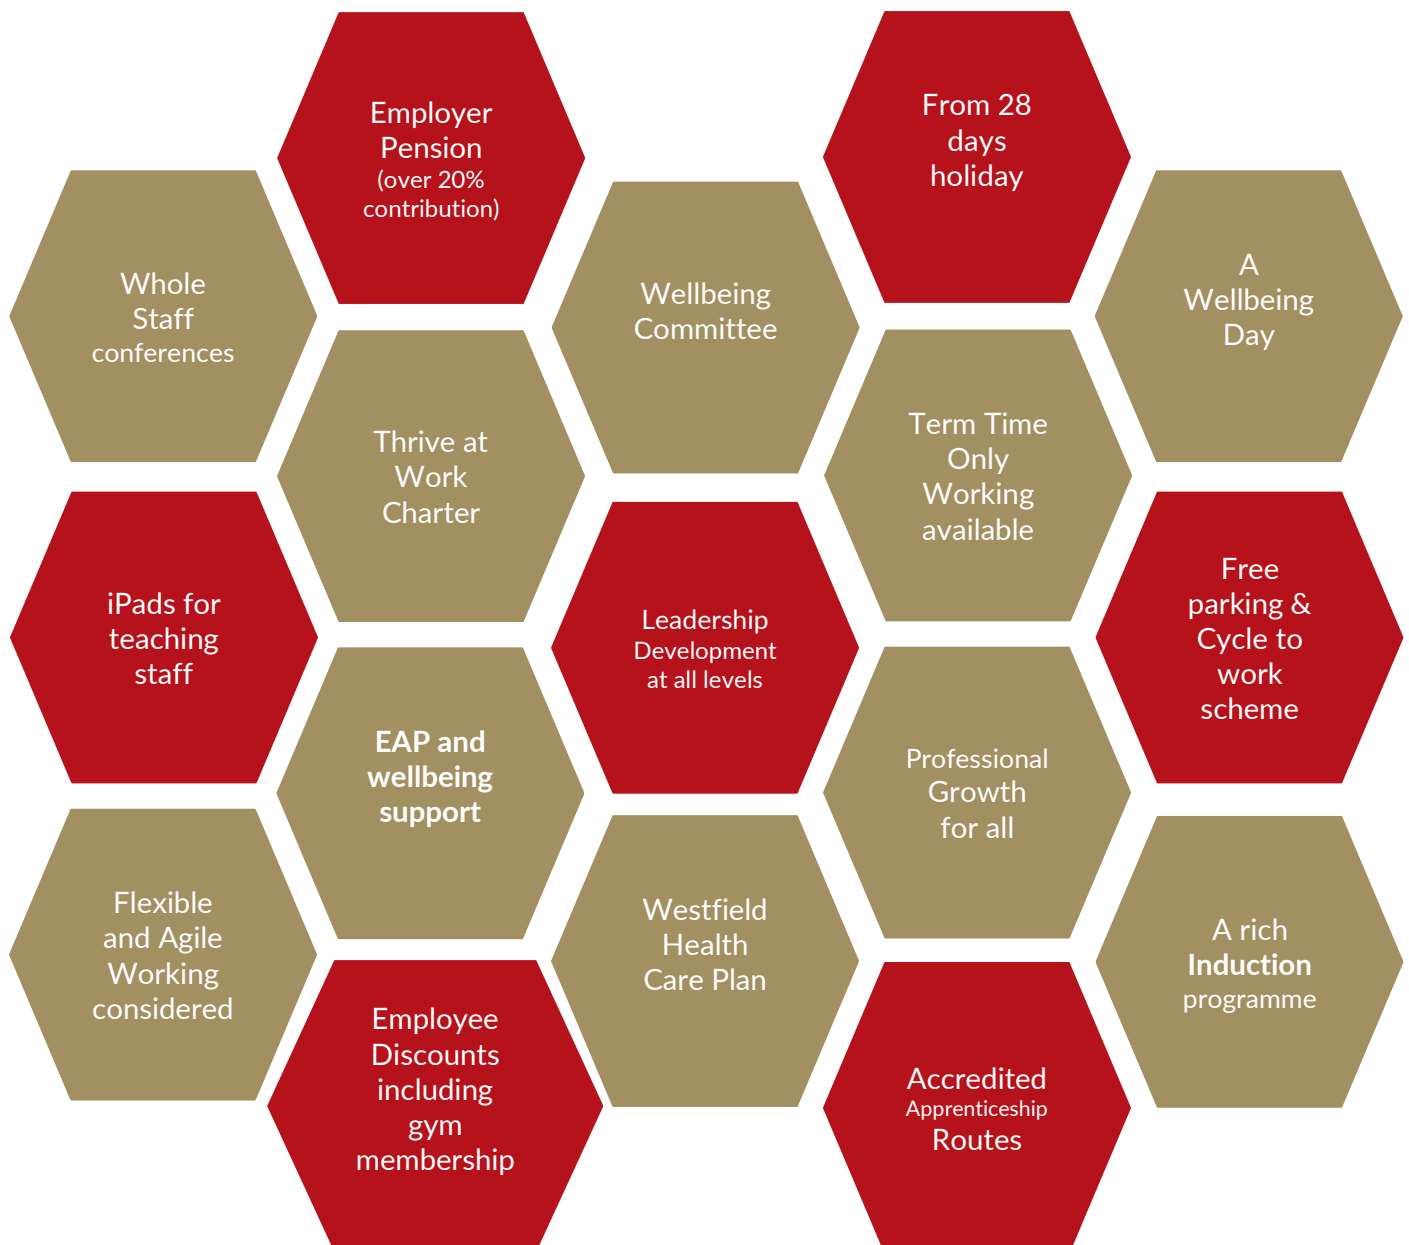 Employer
Pension
(over 20%
contribution)
From 28
days
holiday
Whole
Staff
conferences
Wellbeing
Committee
A
Wellbeing
Day
Thrive at
Work
Charter
Term Time
Only
Working
available
iPads for
teaching
staff
Leadership
Development
at all levels
Free
parking &
Cycle to
work
scheme
EAP and
wellbeing
support
Professional
Growth
for all
Flexible
and Agile
Working
considered
Westfield
Health
Care Plan
A rich
Induction
programme
Employee
Discounts
including
gym
membership
Accredited
Apprenticeship
Routes